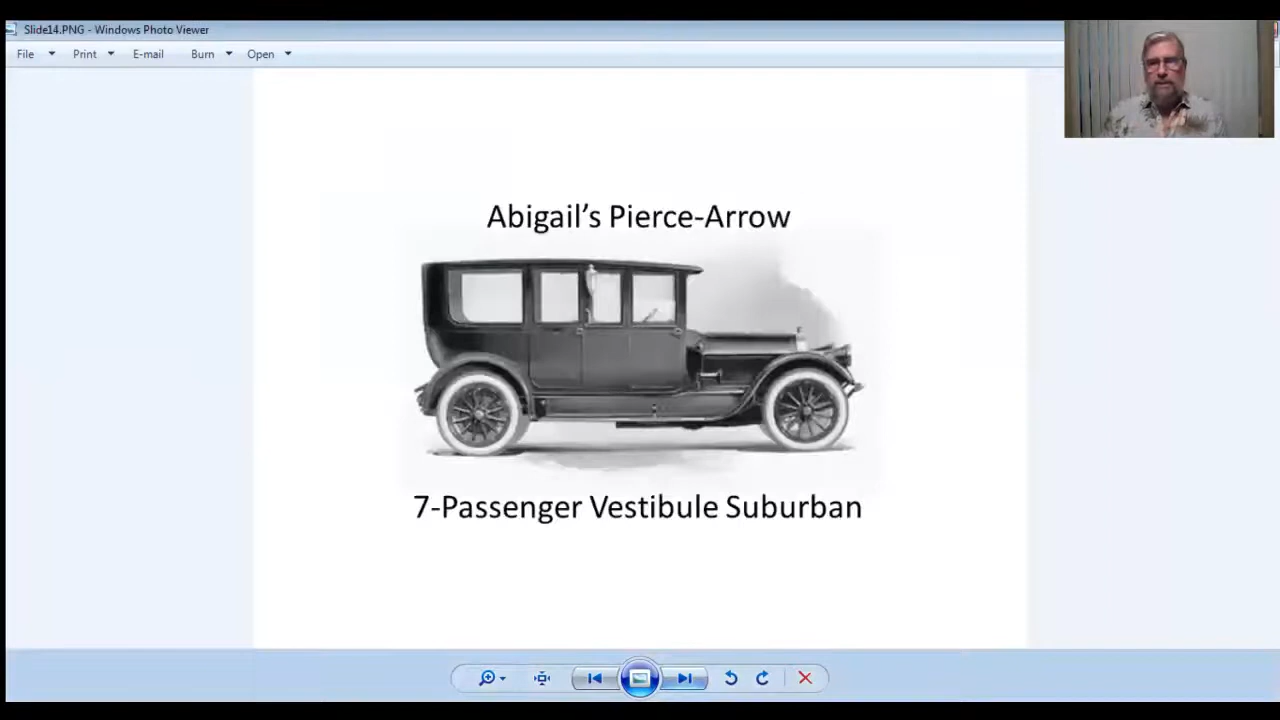 Slide14.PNG - Windows Photo Viewer
File Print E-mail Burn Open
Abigail’s Pierce-Arrow
7-Passenger Vestibule Suburban